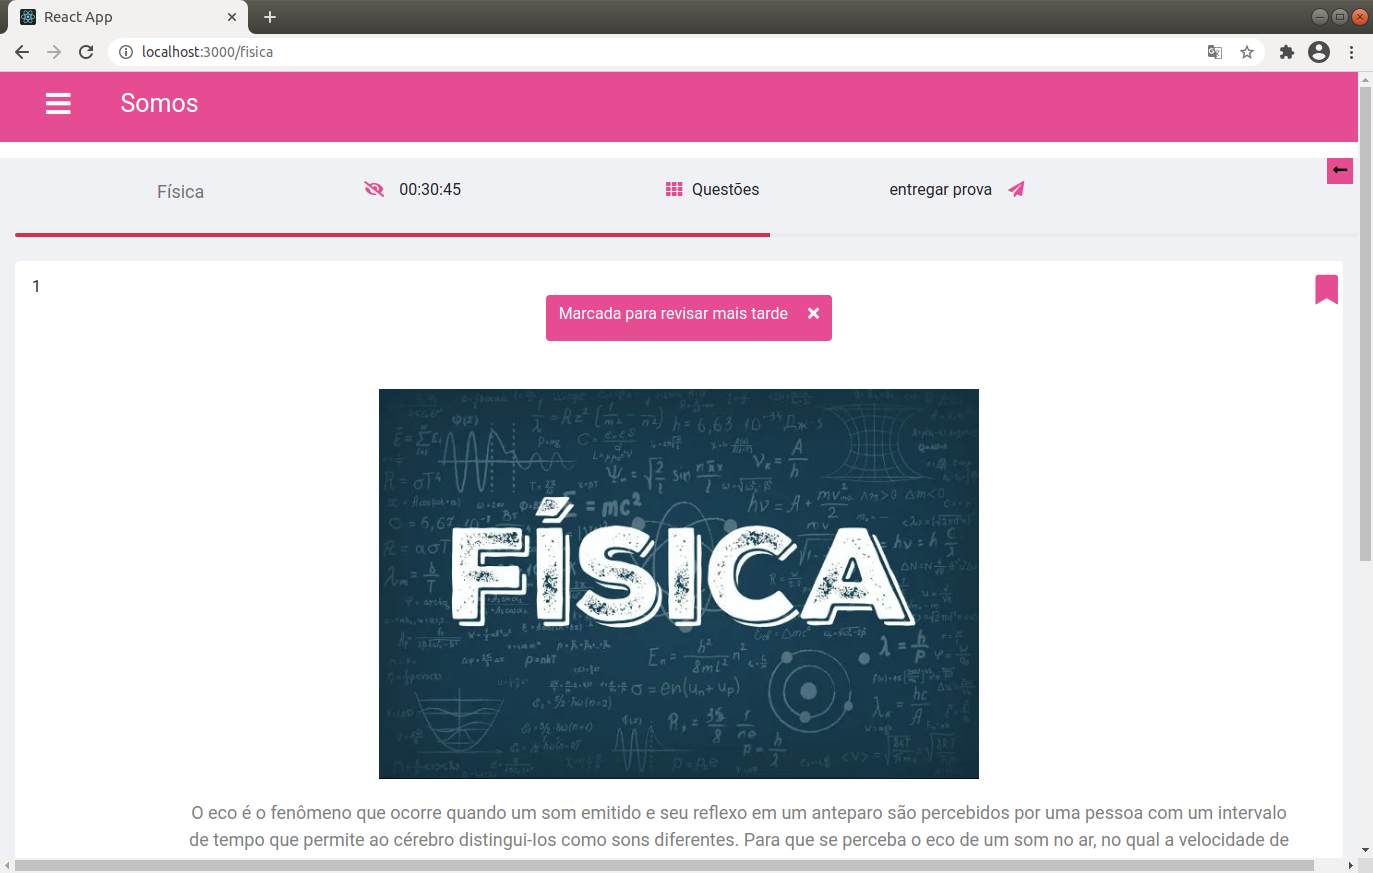 React App
localhost:3000/fisica
Somos
Física
00:30:45
Questões
entregar prova
1
Marcada para revisar mais tarde
FÍSICA
O eco é o fenômeno que ocorre quando um som emitido e seu reflexo em um anteparo são percebidos por uma pessoa com um intervalo
de tempo que permite ao cérebro distingui-los como sons diferentes. Para que se perceba o eco de um som no ar, no qual a velocidade de